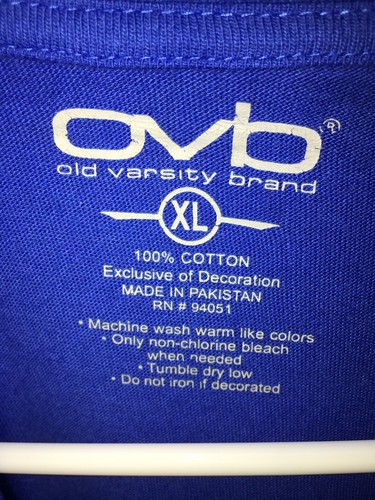 ovb ®
old varsity brand
XL
100% COTTON
Exclusive of Decoration
MADE IN PAKISTAN
RN # 94051
• Machine wash warm like colors
• Only non-chlorine bleach
when needed
• Tumble dry low
• Do not iron if decorated